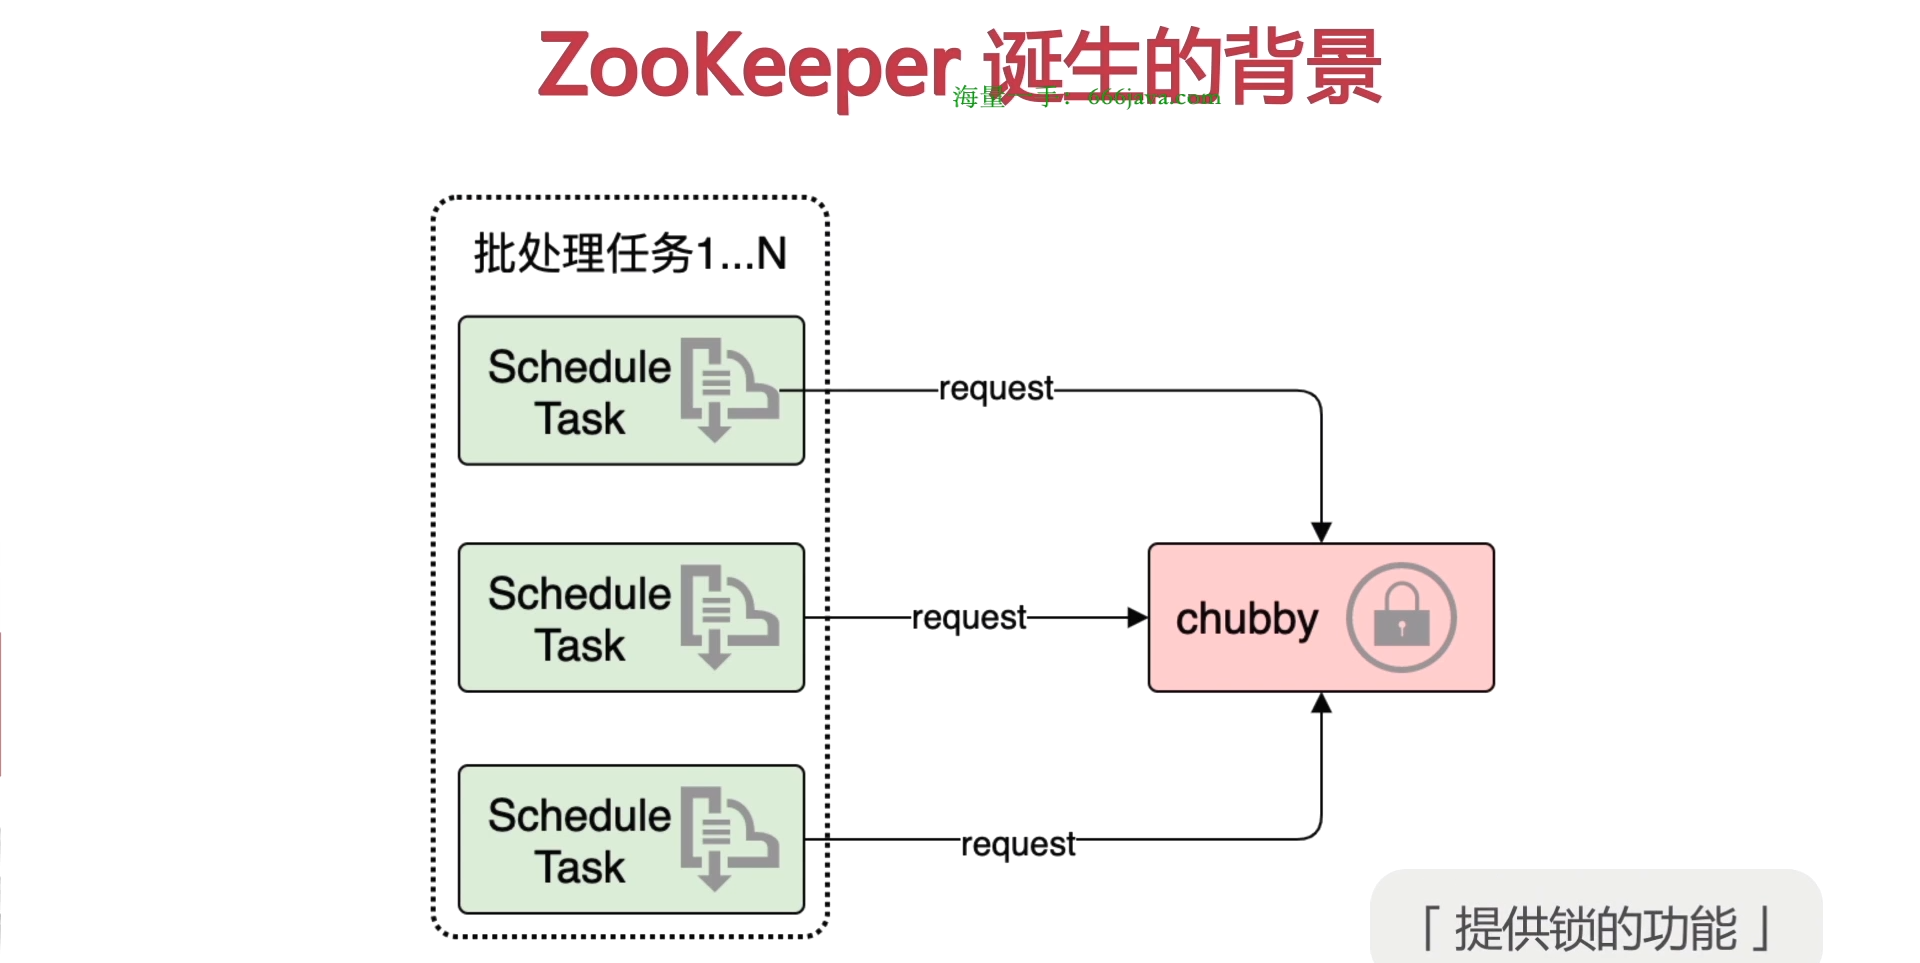 ZooKeeper 诞生的背景
海量一手：666java.com
批处理任务1...N
Schedule
Task
request
Schedule
Task
request
chubby
Schedule
Task
request
「 提供锁的功能 」